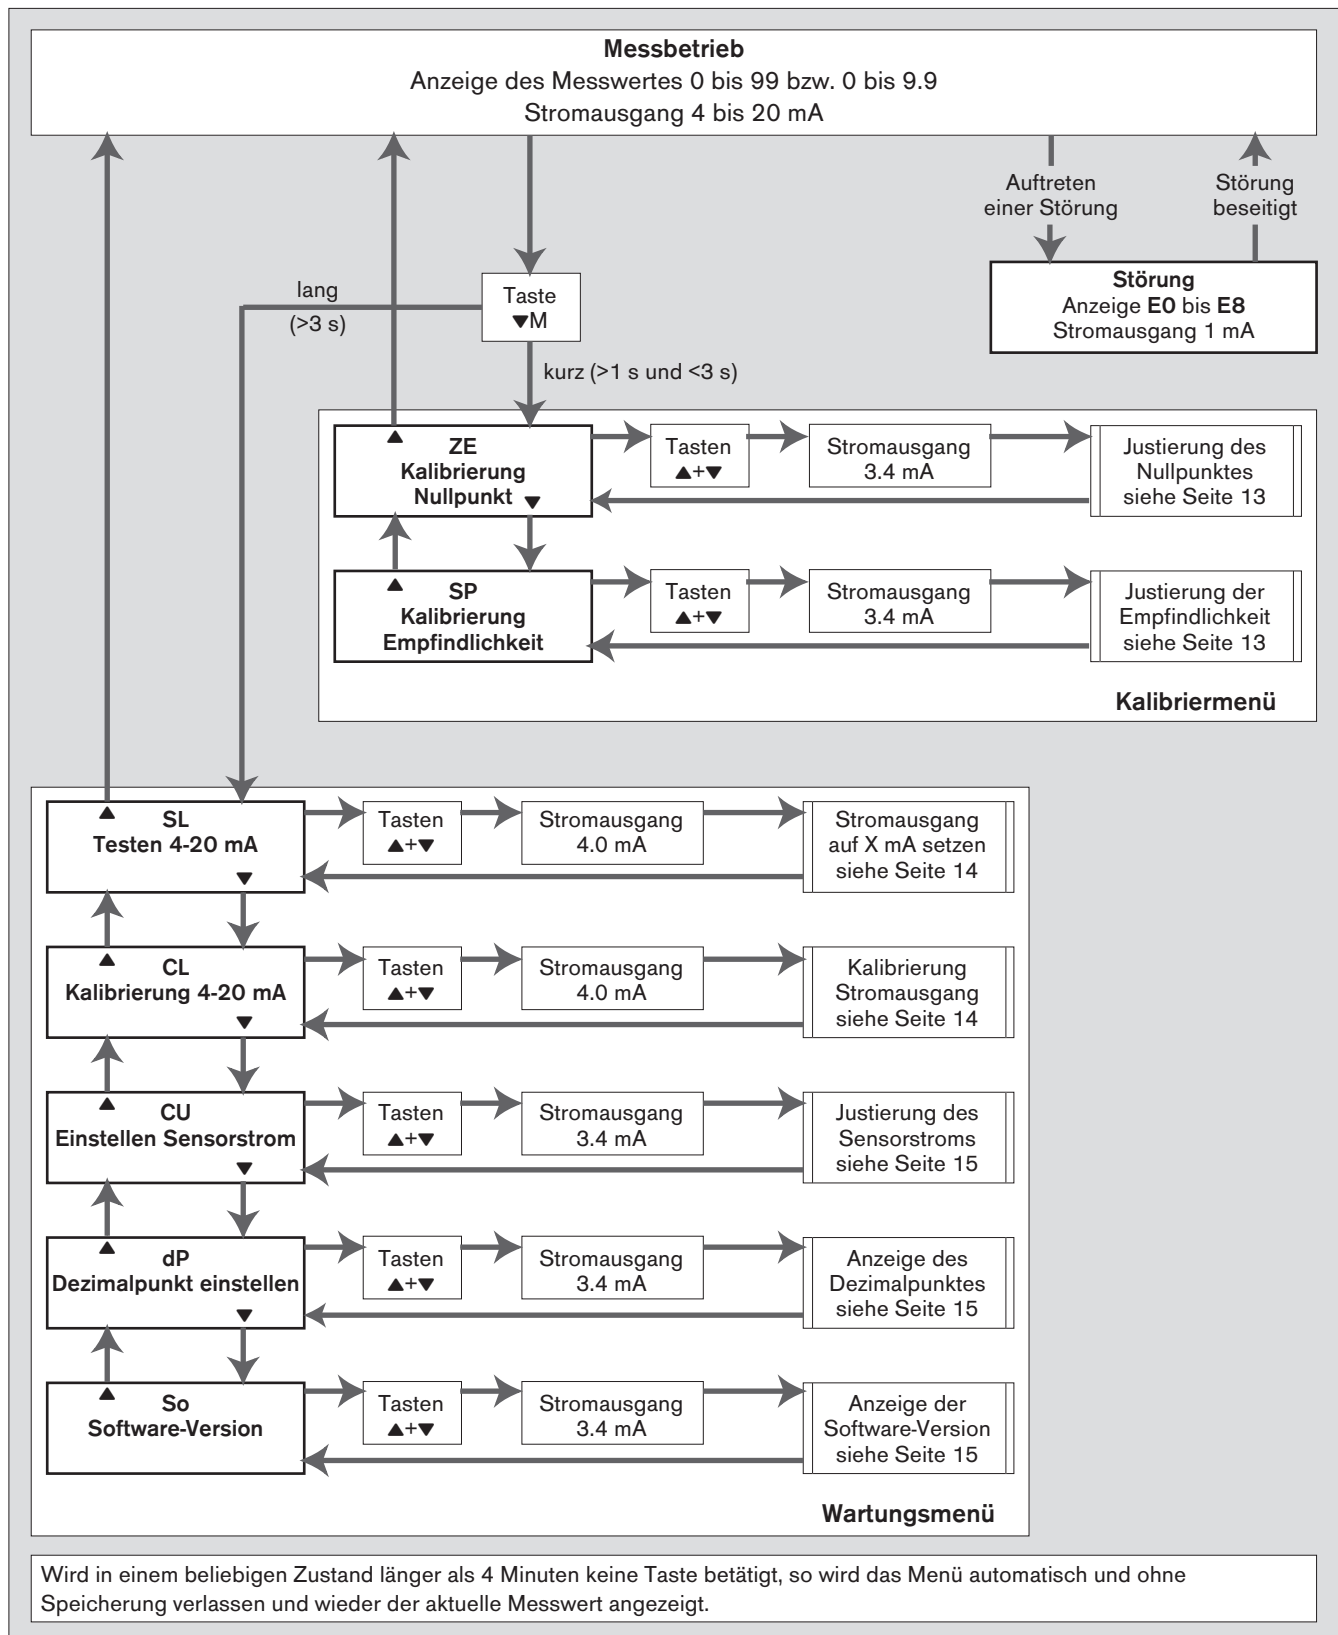 Messbetrieb
Anzeige des Messwertes 0 bis 99 bzw. 0 bis 9.9
Stromausgang 4 bis 20 mA
Auftreten
einer Störung
Störung
beseitigt
Störung
Anzeige E0 bis E8
Stromausgang 1 mA
lang
(>3 s)
Taste
▼M
kurz (>1 s und <3 s)
▲ ZE
Kalibrierung
Nullpunkt ▼
Tasten
▲+▼
Stromausgang
3.4 mA
Justierung des
Nullpunktes
siehe Seite 13
▲ SP
Kalibrierung
Empfindlichkeit
Tasten
▲+▼
Stromausgang
3.4 mA
Justierung der
Empfindlichkeit
siehe Seite 13
Kalibriermenü
▲ SL
Testen 4-20 mA
▼
Tasten
▲+▼
Stromausgang
4.0 mA
Stromausgang
auf X mA setzen
siehe Seite 14
▲ CL
Kalibrierung 4-20 mA
▼
Tasten
▲+▼
Stromausgang
4.0 mA
Kalibrierung
Stromausgang
siehe Seite 14
▲ CU
Einstellen Sensorstrom
▼
Tasten
▲+▼
Stromausgang
3.4 mA
Justierung des
Sensorstroms
siehe Seite 15
▲ dP
Dezimalpunkt einstellen
▼
Tasten
▲+▼
Stromausgang
3.4 mA
Anzeige des
Dezimalpunktes
siehe Seite 15
▲ So
Software-Version
Tasten
▲+▼
Stromausgang
3.4 mA
Anzeige der
Software-Version
siehe Seite 15
Wartungsmenü
Wird in einem beliebigen Zustand länger als 4 Minuten keine Taste betätigt, so wird das Menü automatisch und ohne
Speicherung verlassen und wieder der aktuelle Messwert angezeigt.